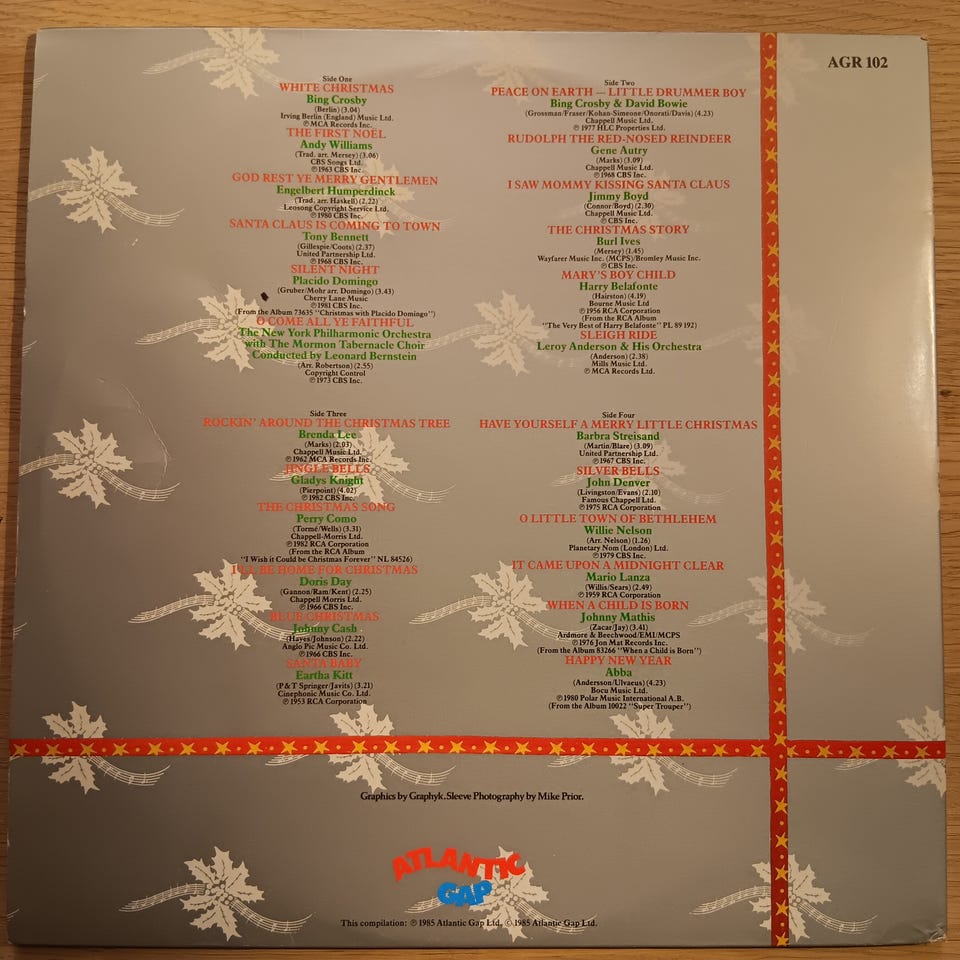 AGR 102
Side One
WHITE CHRISTMAS
Bing Crosby
(Berlin) (3.04)
Irving Berlin (England) Music Ltd.
℗ MCA Records Inc.
THE FIRST NOËL
Andy Williams
(Trad. arr. Mersey) (3.06)
CBS Songs Ltd.
℗ 1963 CBS Inc.
GOD REST YE MERRY GENTLEMEN
Engelbert Humperdinck
(Trad. arr. Haskell) (2.22)
Leosong Copyright Service Ltd.
℗ 1980 CBS Inc.
SANTA CLAUS IS COMING TO TOWN
Tony Bennett
(Gillespie/Coots) (2.37)
United Partnership Ltd.
℗ 1968 CBS Inc.
SILENT NIGHT
Placido Domingo
(Gruber/Mohr arr. Domingo) (3.43)
Cherry Lane Music
℗ 1981 CBS Inc.
(From the Album 73635 "Christmas with Placido Domingo")
O COME ALL YE FAITHFUL
The New York Philharmonic Orchestra
with The Mormon Tabernacle Choir
Conducted by Leonard Bernstein
(Arr. Robertson) (2.55)
Copyright Control
℗ 1973 CBS Inc.
Side Two
PEACE ON EARTH — LITTLE DRUMMER BOY
Bing Crosby & David Bowie
(Grossman/Fraser/Kohan-Simeone/Onorati/Davis) (4.23)
Chappell Music Ltd.
℗ 1977 HLC Properties Ltd.
RUDOLPH THE RED-NOSED REINDEER
Gene Autry
(Marks) (3.09)
Chappell Music Ltd.
℗ 1968 CBS Inc.
I SAW MOMMY KISSING SANTA CLAUS
Jimmy Boyd
(Connor/Boyd) (2.30)
Chappell Music Ltd.
℗ CBS Inc.
THE CHRISTMAS STORY
Burl Ives
(Mersey) (1.45)
Wayfarer Music Inc. (MCPS)/Bromley Music Inc.
℗ CBS Inc.
MARY'S BOY CHILD
Harry Belafonte
(Hairston) (4.19)
Bourne Music Ltd
℗ 1956 RCA Corporation
(From the RCA Album
"The Very Best of Harry Belafonte" PL 89 192)
SLEIGH RIDE
Leroy Anderson & His Orchestra
(Anderson) (2.38)
Mills Music Ltd.
℗ MCA Records Ltd.
Side Three
ROCKIN' AROUND THE CHRISTMAS TREE
Brenda Lee
(Marks) (2.03)
Chappell Music Ltd.
℗ 1962 MCA Records Inc.
JINGLE BELLS
Gladys Knight
(Pierpoint) (4.02)
℗ 1982 CBS Inc.
THE CHRISTMAS SONG
Perry Como
(Tormé/Wells) (3.31)
Chappell-Morris Ltd.
℗ 1982 RCA Corporation
(From the RCA Album
"I Wish it Could be Christmas Forever" NL 84526)
I'LL BE HOME FOR CHRISTMAS
Doris Day
(Gannon/Ram/Kent) (2.25)
Chappell Morris Ltd.
℗ 1966 CBS Inc.
BLUE CHRISTMAS
Johnny Cash
(Hayes/Johnson) (2.22)
Anglo Pic Music Co. Ltd.
℗ 1966 CBS Inc.
SANTA BABY
Eartha Kitt
(P & T Springer/Javits) (3.21)
Cinephonic Music Co. Ltd.
℗ 1953 RCA Corporation
Side Four
HAVE YOURSELF A MERRY LITTLE CHRISTMAS
Barbra Streisand
(Martin/Blare) (3.09)
United Partnership Ltd.
℗ 1967 CBS Inc.
SILVER BELLS
John Denver
(Livingston/Evans) (2.10)
Famous Chappell Ltd.
℗ 1975 RCA Corporation
O LITTLE TOWN OF BETHLEHEM
Willie Nelson
(Arr. Nelson) (1.26)
Planetary Nom (London) Ltd.
℗ 1979 CBS Inc.
IT CAME UPON A MIDNIGHT CLEAR
Mario Lanza
(Willis/Sears) (2.49)
℗ 1959 RCA Corporation
WHEN A CHILD IS BORN
Johnny Mathis
(Zacar/Jay) (3.41)
Ardmore & Beechwood/EMI/MCPS
℗ 1976 Jon Mat Records Inc.
(From the Album 83266 "When a Child is Born")
HAPPY NEW YEAR
Abba
(Andersson/Ulvaeus) (4.23)
Bocu Music Ltd.
℗ 1980 Polar Music International A.B.
(From the Album 10022 "Super Trouper")
Graphics by Graphyk. Sleeve Photography by Mike Prior.
ATLANTIC
GAP
This compilation: ℗ 1985 Atlantic Gap Ltd. © 1985 Atlantic Gap Ltd.